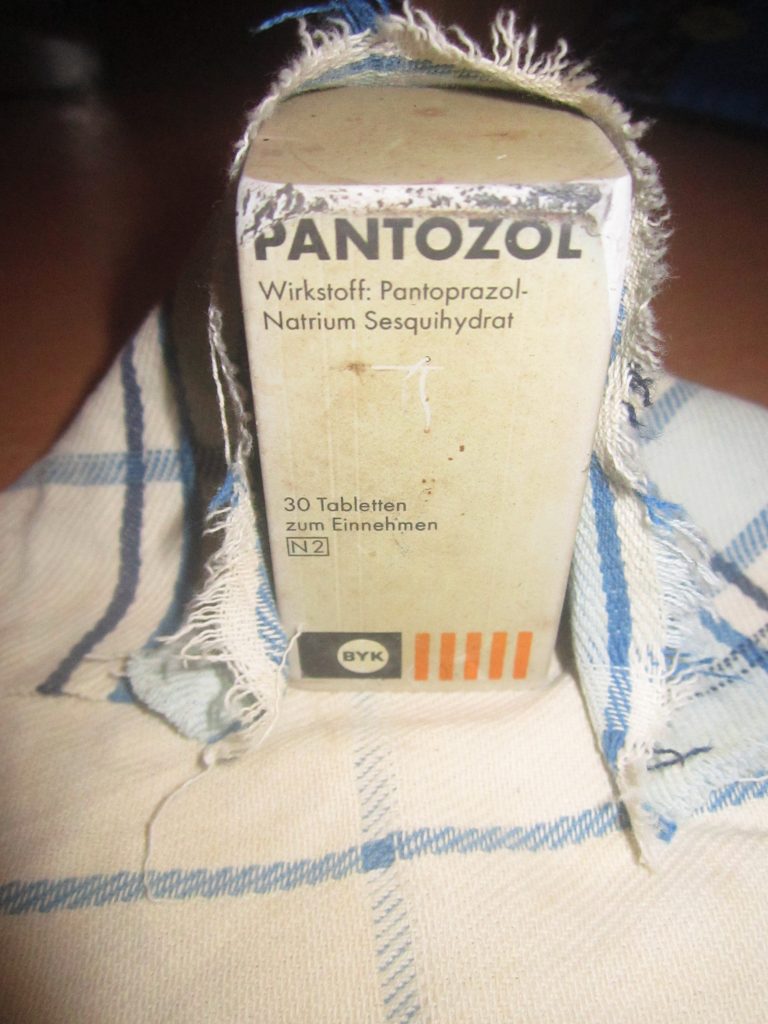 PANTOZOL
Wirkstoff: Pantoprazol-
Natrium Sesquihydrat
30 Tabletten
zum Einnehmen
N2
BYK